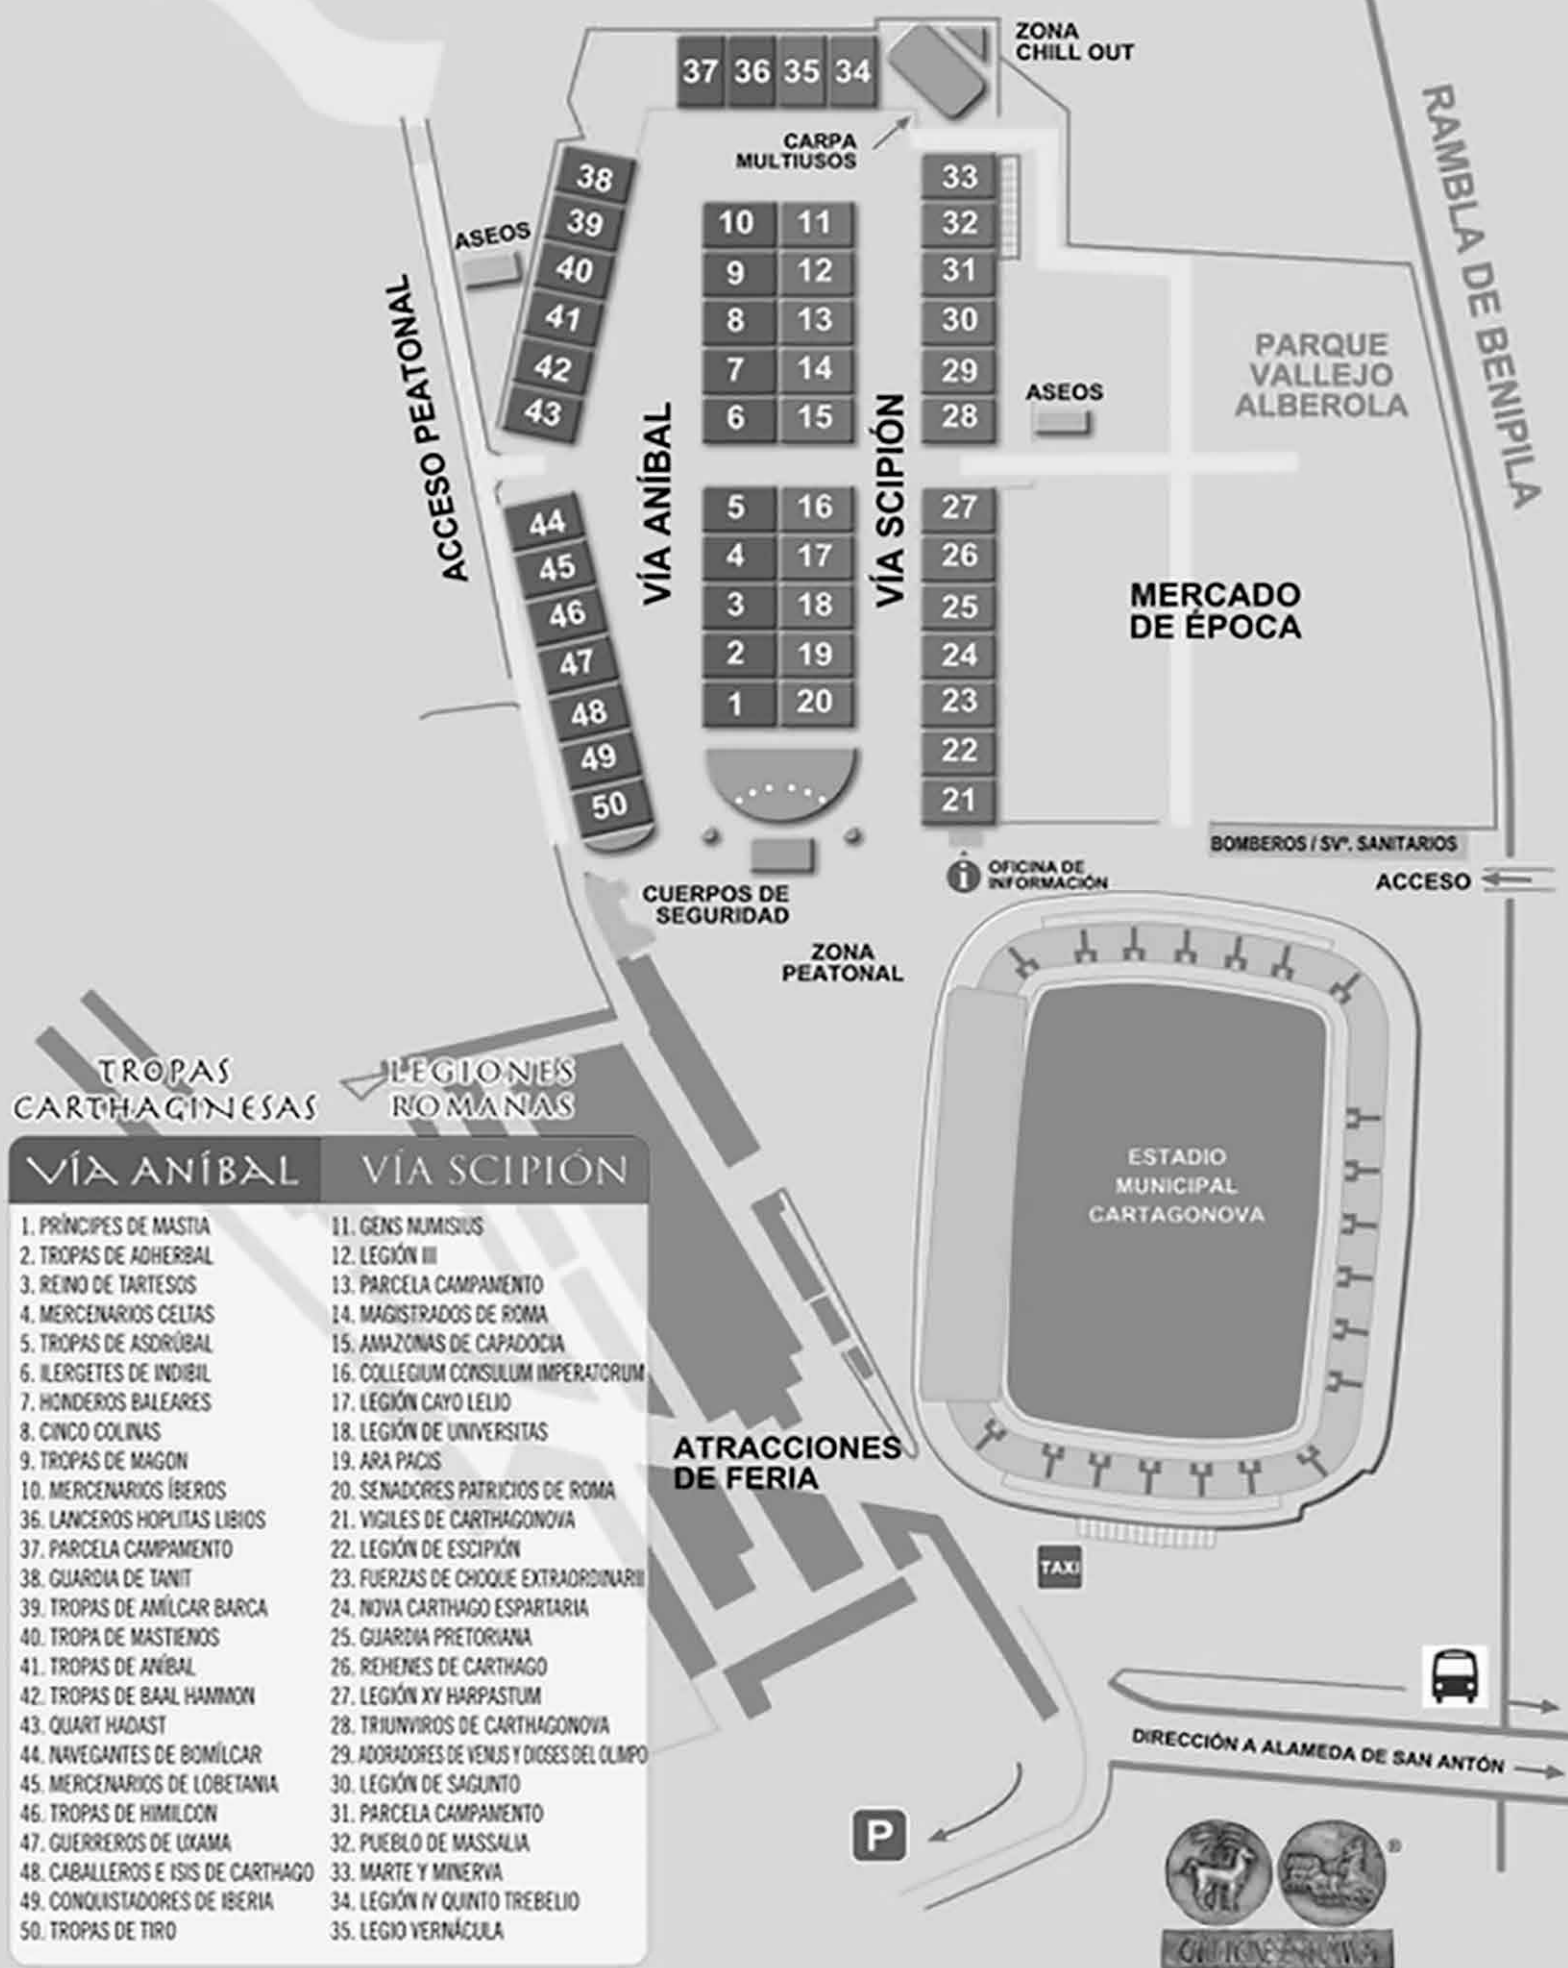 ZONA
CHILL OUT
37 36 35 34
CARPA
MULTIUSOS
RAMBLA DE BENIPILA
38
39
40
41
42
43
ASEOS
ACCESO PEATONAL
10 11
9 12
8 13
7 14
6 15
33
32
31
30
29
28
ASEOS
PARQUE
VALLEJO
ALBEROLA
VÍA ANÍBAL
VÍA SCIPIÓN
44
45
46
47
48
49
50
5 16
4 17
3 18
2 19
1 20
27
26
25
24
23
22
21
MERCADO
DE ÉPOCA
BOMBEROS / SVº. SANITARIOS
ACCESO
i
OFICINA DE
INFORMACIÓN
CUERPOS DE
SEGURIDAD
ZONA
PEATONAL
ESTADIO
MUNICIPAL
CARTAGONOVA
ATRACCIONES
DE FERIA
TAXI
DIRECCIÓN A ALAMEDA DE SAN ANTÓN
P
®
TROPAS
CARTHAGINESAS
VÍA ANÍBAL
1. PRÍNCIPES DE MASTIA
2. TROPAS DE ADHERBAL
3. REINO DE TARTESOS
4. MERCENARIOS CELTAS
5. TROPAS DE ASDRÚBAL
6. ILERGETES DE INDIBIL
7. HONDEROS BALEARES
8. CINCO COLINAS
9. TROPAS DE MAGON
10. MERCENARIOS ÍBEROS
36. LANCEROS HOPLITAS LIBIOS
37. PARCELA CAMPAMENTO
38. GUARDIA DE TANIT
39. TROPAS DE AMÍLCAR BARCA
40. TROPA DE MASTIENOS
41. TROPAS DE ANÍBAL
42. TROPAS DE BAAL HAMMON
43. QUART HADAST
44. NAVEGANTES DE BOMÍLCAR
45. MERCENARIOS DE LOBETANIA
46. TROPAS DE HIMILCON
47. GUERREROS DE UXAMA
48. CABALLEROS E ISIS DE CARTHAGO
49. CONQUISTADORES DE IBERIA
50. TROPAS DE TIRO
LEGIONES
ROMANAS
VÍA SCIPIÓN
11. GENS NUMISIUS
12. LEGIÓN III
13. PARCELA CAMPAMENTO
14. MAGISTRADOS DE ROMA
15. AMAZONAS DE CAPADOCIA
16. COLLEGIUM CONSULUM IMPERATORUM
17. LEGIÓN CAYO LELIO
18. LEGIÓN DE UNIVERSITAS
19. ARA PACIS
20. SENADORES PATRICIOS DE ROMA
21. VIGILES DE CARTHAGONOVA
22. LEGIÓN DE ESCIPIÓN
23. FUERZAS DE CHOQUE EXTRAORDINARII
24. NOVA CARTHAGO ESPARTARIA
25. GUARDIA PRETORIANA
26. REHENES DE CARTHAGO
27. LEGIÓN XV HARPASTUM
28. TRIUNVIROS DE CARTHAGONOVA
29. ADORADORES DE VENUS Y DIOSES DEL OLIMPO
30. LEGIÓN DE SAGUNTO
31. PARCELA CAMPAMENTO
32. PUEBLO DE MASSALIA
33. MARTE Y MINERVA
34. LEGIÓN IV QUINTO TREBELIO
35. LEGIO VERNÁCULA